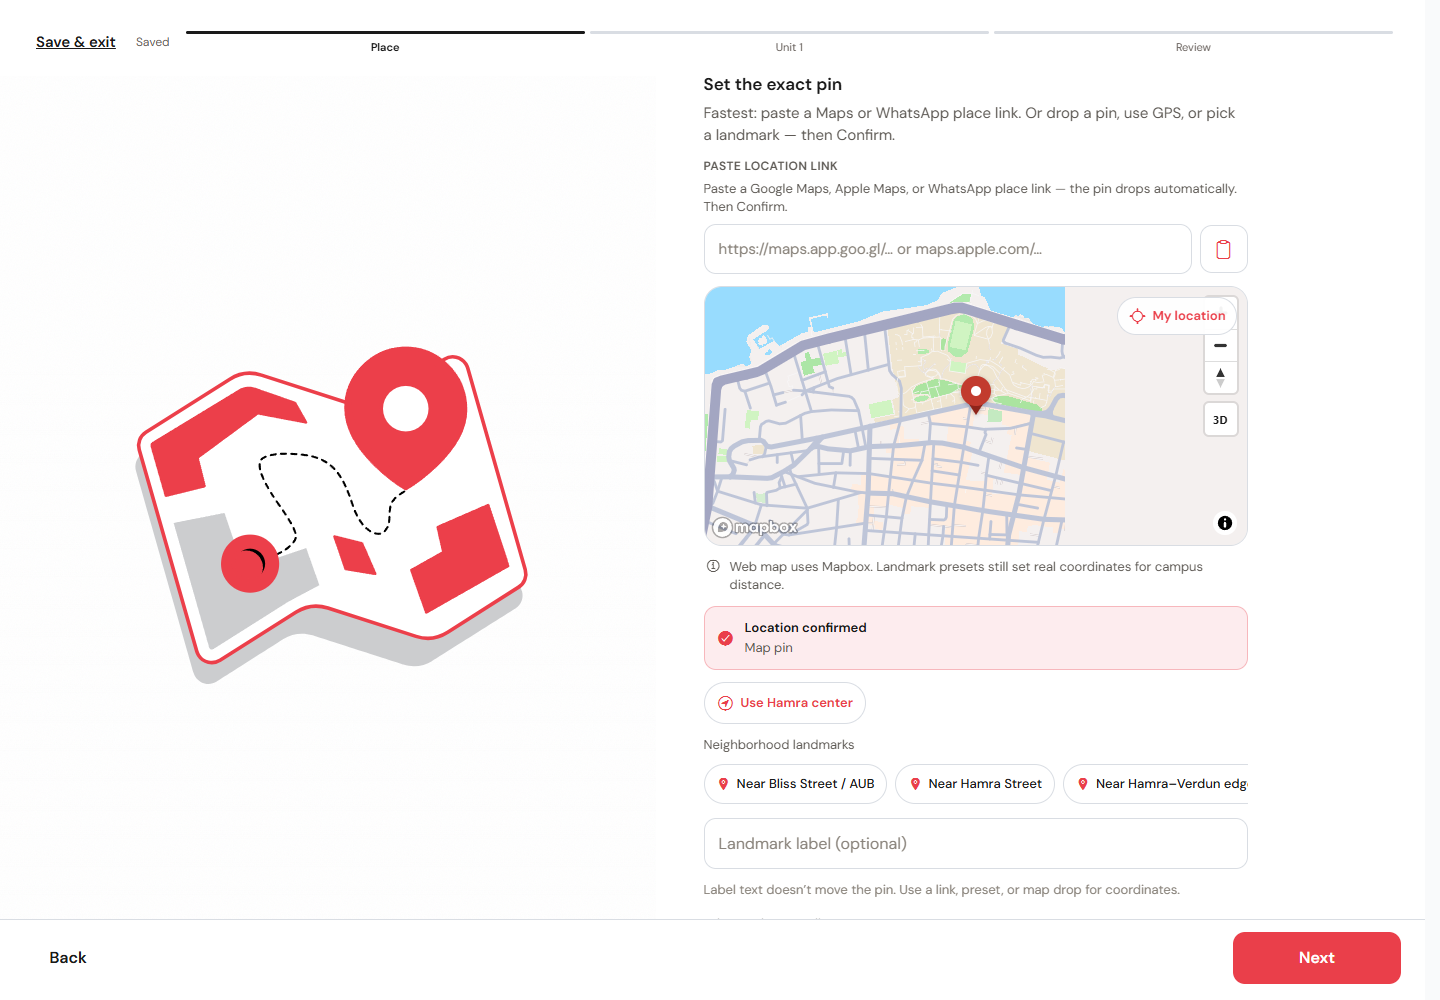 Save & exit
Saved
Place
Unit 1
Review
Set the exact pin
Fastest: paste a Maps or WhatsApp place link. Or drop a pin, use GPS, or pick
a landmark — then Confirm.
PASTE LOCATION LINK
Paste a Google Maps, Apple Maps, or WhatsApp place link — the pin drops automatically.
Then Confirm.
https://maps.app.goo.gl/... or maps.apple.com/...
My location
3D
mapbox
Web map uses Mapbox. Landmark presets still set real coordinates for campus
distance.
Location confirmed
Map pin
Use Hamra center
Neighborhood landmarks
Near Bliss Street / AUB
Near Hamra Street
Near Hamra–Verdun edge
Landmark label (optional)
Label text doesn't move the pin. Use a link, preset, or map drop for coordinates.
Back
Next